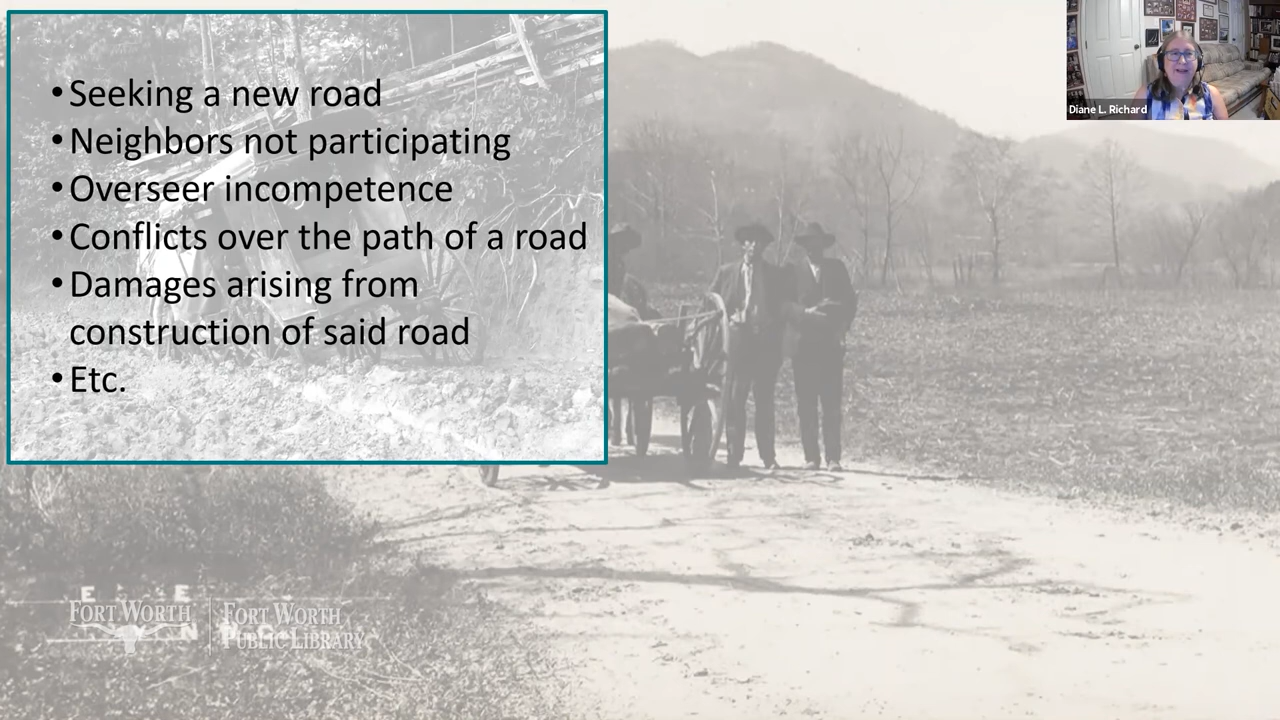 • Seeking a new road
• Neighbors not participating
• Overseer incompetence
• Conflicts over the path of a road
• Damages arising from
construction of said road
• Etc.
Diane L. Richard
FORT WORTH
FORT WORTH
PUBLIC LIBRARY